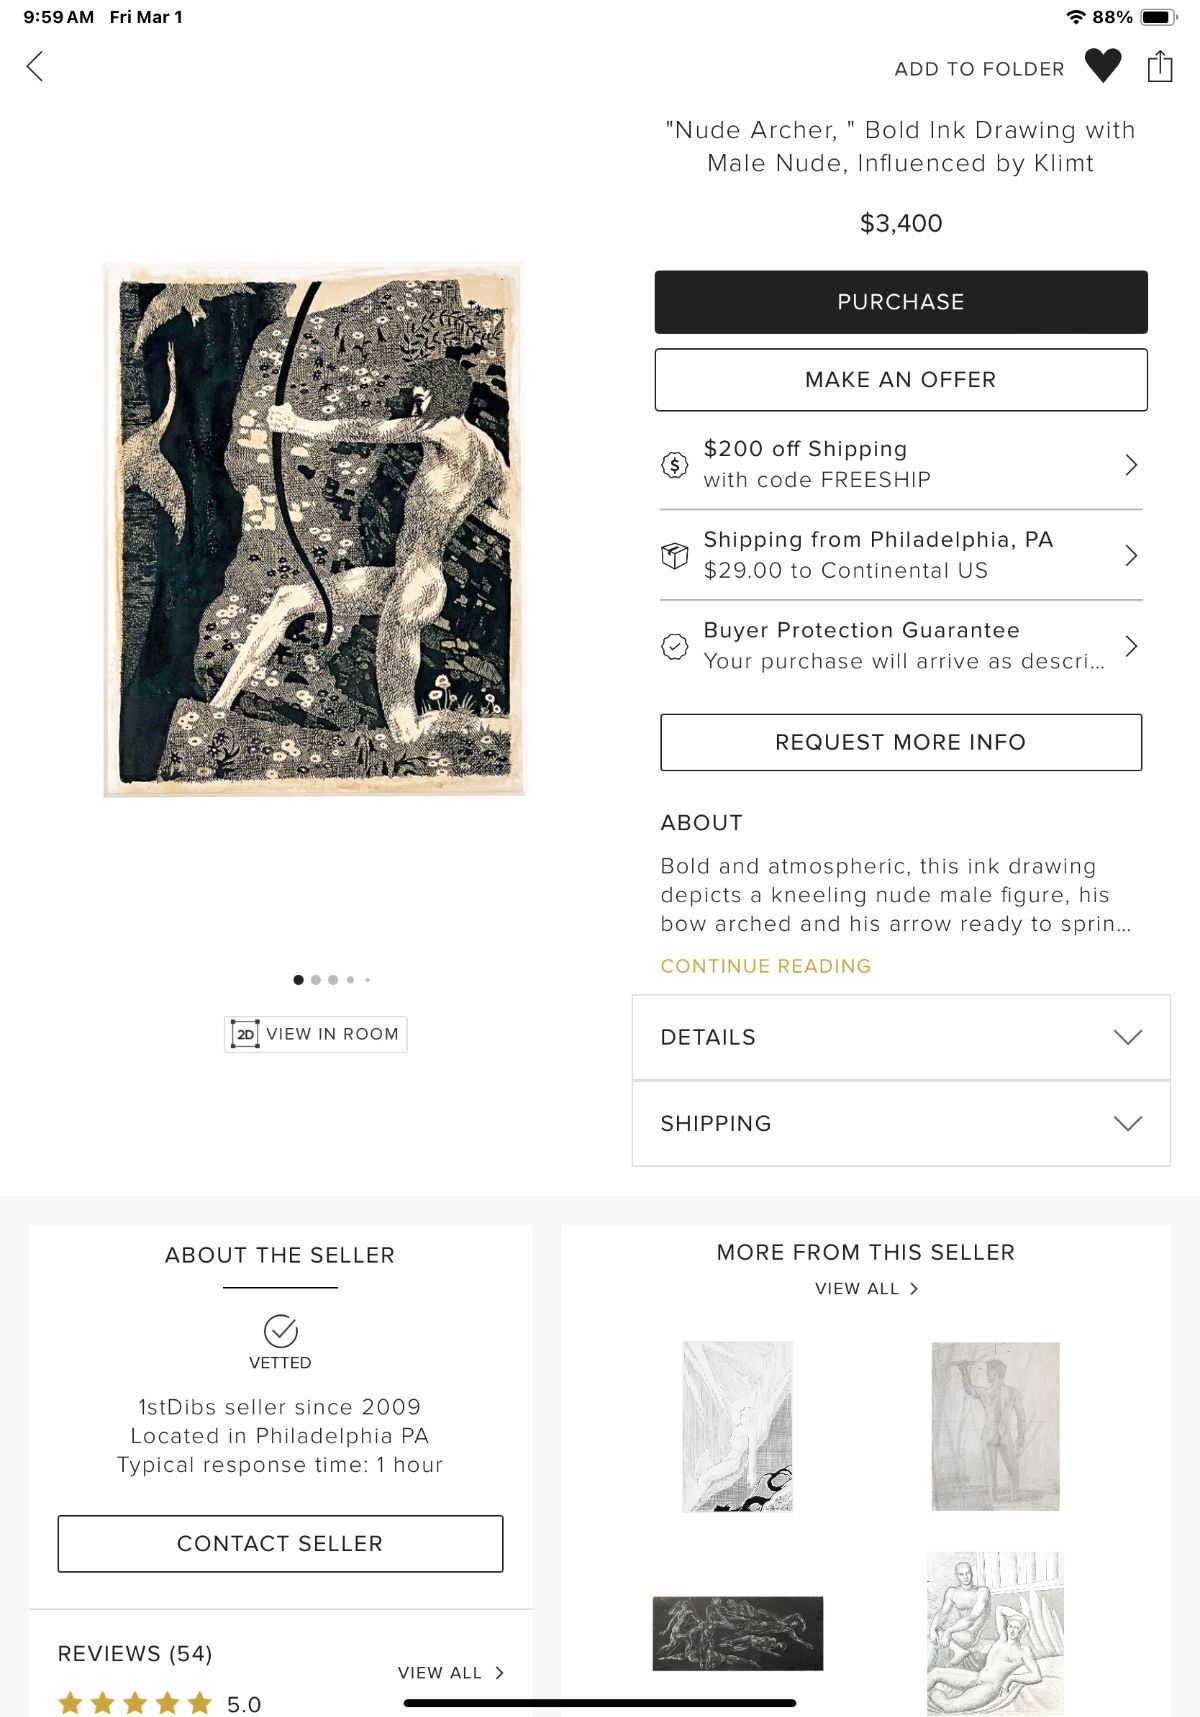 9:59 AM Fri Mar 1
88%
ADD TO FOLDER
"Nude Archer, " Bold Ink Drawing with
Male Nude, Influenced by Klimt
$3,400
PURCHASE
MAKE AN OFFER
$200 off Shipping
with code FREESHIP
Shipping from Philadelphia, PA
$29.00 to Continental US
Buyer Protection Guarantee
Your purchase will arrive as descri...
REQUEST MORE INFO
ABOUT
Bold and atmospheric, this ink drawing
depicts a kneeling nude male figure, his
bow arched and his arrow ready to sprin...
CONTINUE READING
2D VIEW IN ROOM
DETAILS
SHIPPING
ABOUT THE SELLER
VETTED
1stDibs seller since 2009
Located in Philadelphia PA
Typical response time: 1 hour
CONTACT SELLER
REVIEWS (54)
VIEW ALL
5.0
MORE FROM THIS SELLER
VIEW ALL